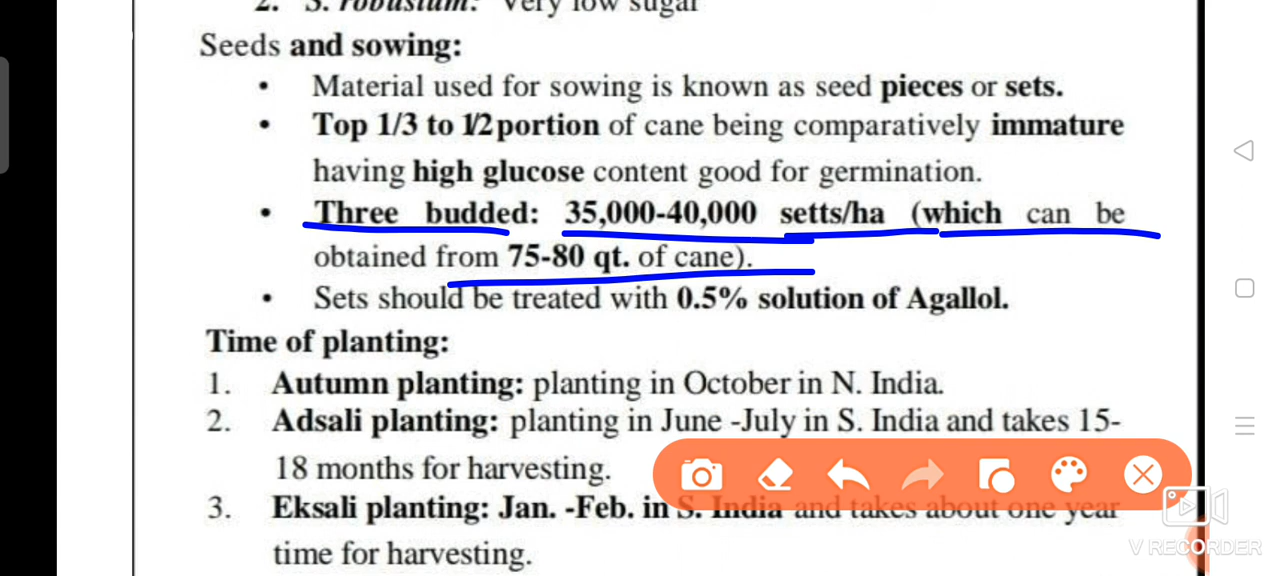 2. S. robustum: Very low sugar
Seeds and sowing:
• Material used for sowing is known as seed pieces or sets.
• Top 1/3 to 1/2 portion of cane being comparatively immature
having high glucose content good for germination.
• Three budded: 35,000-40,000 setts/ha (which can be
obtained from 75-80 qt. of cane).
• Sets should be treated with 0.5% solution of Agallol.
Time of planting:
1. Autumn planting: planting in October in N. India.
2. Adsali planting: planting in June -July in S. India and takes 15-
18 months for harvesting.
3. Eksali planting: Jan. -Feb. in S. India and takes about one year
time for harvesting.
V RECORDER